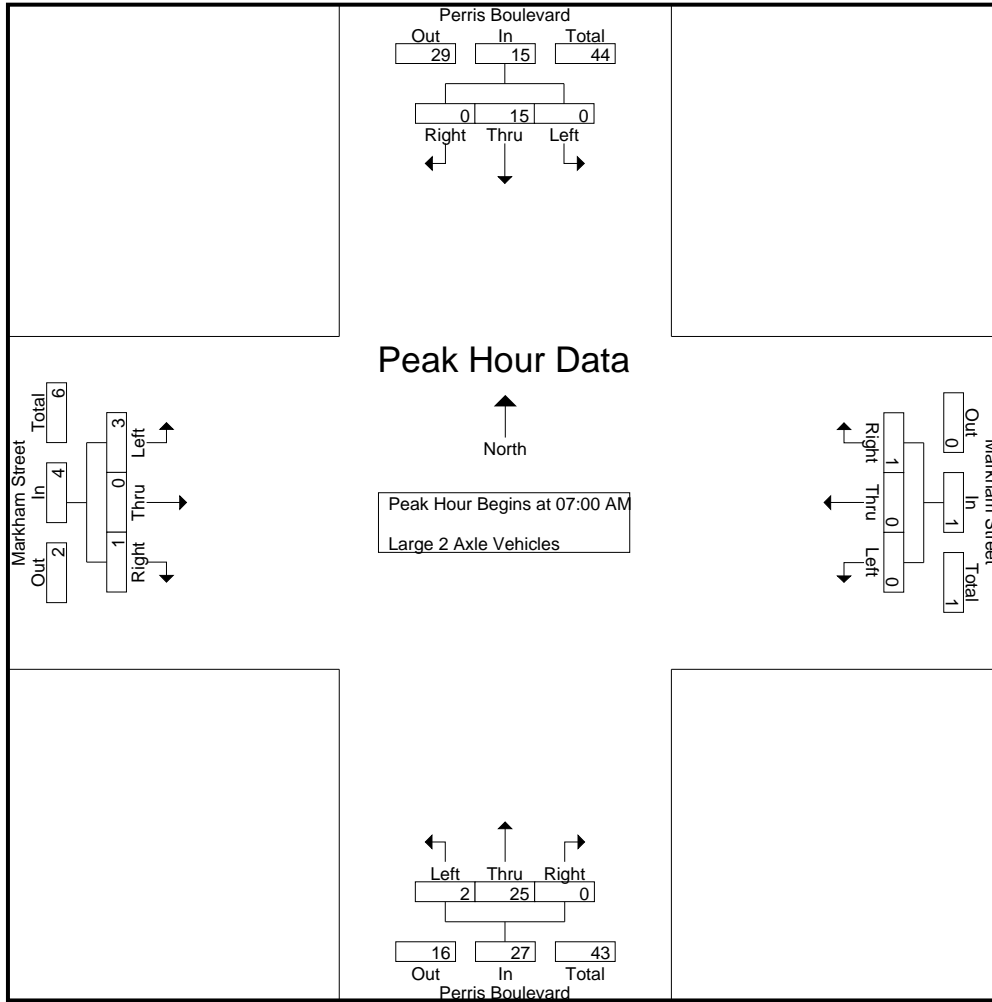 Perris Boulevard
Out In Total
29 15 44
0 15 0
Right Thru Left
Peak Hour Data
North
Peak Hour Begins at 07:00 AM
Large 2 Axle Vehicles
Markham Street
Total In Out
6 4 2
3 0 1
Left Thru Right
Right Thru Left
1 0 0
Out In Total
0 1 1
Markham Street
Left Thru Right
2 25 0
16 27 43
Out In Total
Perris Boulevard